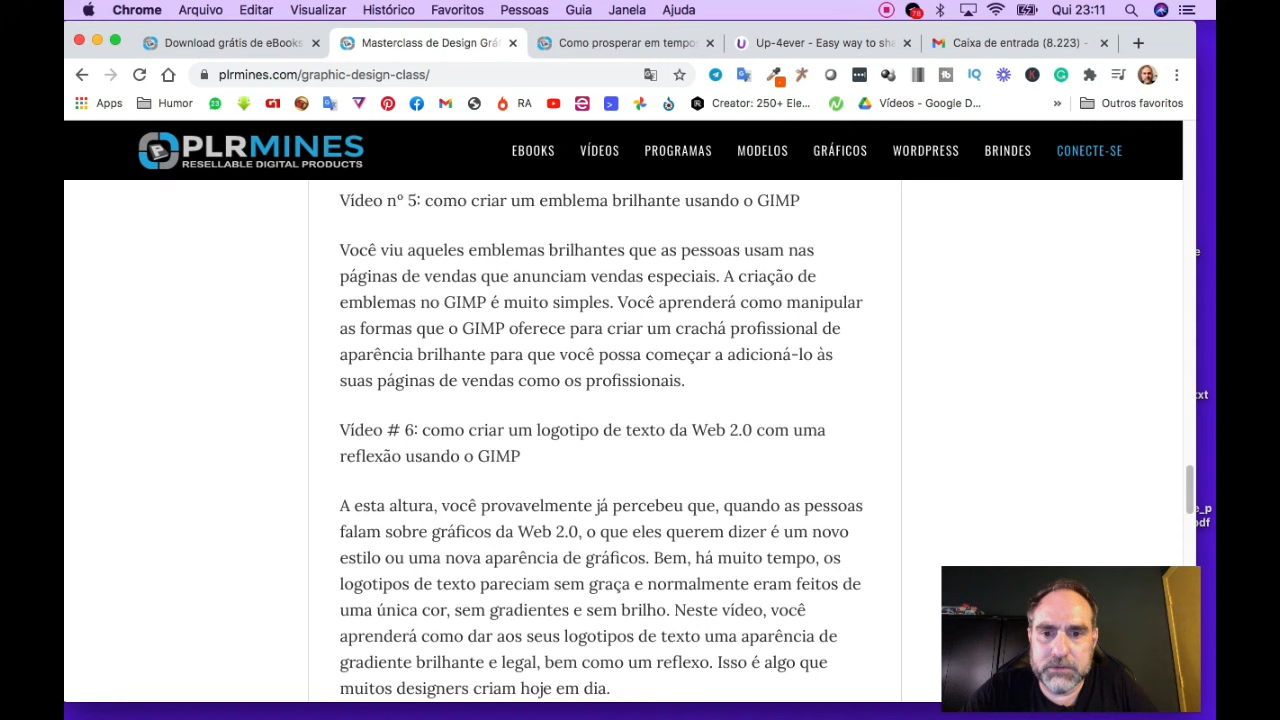 Chrome Arquivo Editar Visualizar Histórico Favoritos Pessoas Guia Janela Ajuda 78 Qui 23:11
Download grátis de eBooks Masterclass de Design Grá Como prosperar em tempo Up-4ever - Easy way to sh Caixa de entrada (8.223)
plrmines.com/graphic-design-class/
Apps Humor 23 G1 RA Creator: 250+ Ele... Vídeos - Google D... » Outros favoritos
PLRMINES
RESELLABLE DIGITAL PRODUCTS
EBOOKS VÍDEOS PROGRAMAS MODELOS GRÁFICOS WORDPRESS BRINDES CONECTE-SE
Vídeo nº 5: como criar um emblema brilhante usando o GIMP
Você viu aqueles emblemas brilhantes que as pessoas usam nas
páginas de vendas que anunciam vendas especiais. A criação de
emblemas no GIMP é muito simples. Você aprenderá como manipular
as formas que o GIMP oferece para criar um crachá profissional de
aparência brilhante para que você possa começar a adicioná-lo às
suas páginas de vendas como os profissionais.
Vídeo # 6: como criar um logotipo de texto da Web 2.0 com uma
reflexão usando o GIMP
A esta altura, você provavelmente já percebeu que, quando as pessoas
falam sobre gráficos da Web 2.0, o que eles querem dizer é um novo
estilo ou uma nova aparência de gráficos. Bem, há muito tempo, os
logotipos de texto pareciam sem graça e normalmente eram feitos de
uma única cor, sem gradientes e sem brilho. Neste vídeo, você
aprenderá como dar aos seus logotipos de texto uma aparência de
gradiente brilhante e legal, bem como um reflexo. Isso é algo que
muitos designers criam hoje em dia.